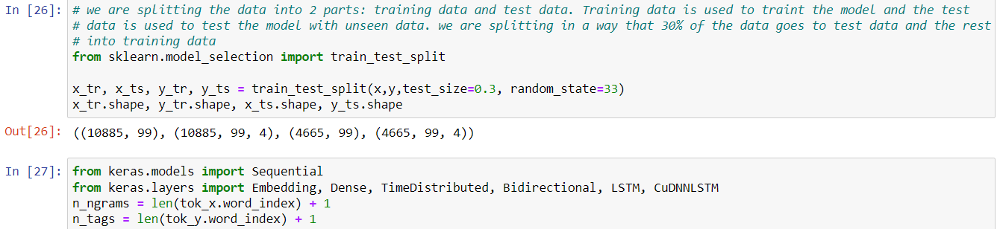 In [26]: # we are splitting the data into 2 parts: training data and test data. Training data is used to traint the model and the test
# data is used to test the model with unseen data. we are splitting in a way that 30% of the data goes to test data and the rest
# into training data
from sklearn.model_selection import train_test_split
x_tr, x_ts, y_tr, y_ts = train_test_split(x,y,test_size=0.3, random_state=33)
x_tr.shape, y_tr.shape, x_ts.shape, y_ts.shape
Out[26]: ((10885, 99), (10885, 99, 4), (4665, 99), (4665, 99, 4))
In [27]: from keras.models import Sequential
from keras.layers import Embedding, Dense, TimeDistributed, Bidirectional, LSTM, CuDNNLSTM
n_ngrams = len(tok_x.word_index) + 1
n_tags = len(tok_y.word_index) + 1